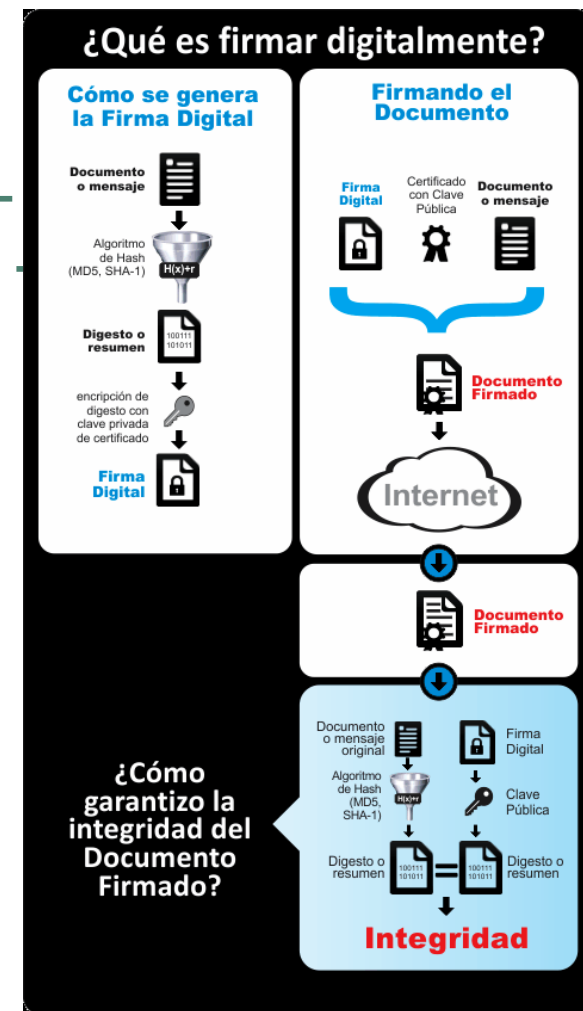 ¿Qué es firmar digitalmente?
Cómo se genera
la Firma Digital
Documento
o mensaje
Algoritmo
de Hash
(MD5, SHA-1)
H(x)+r
Digesto o
resumen
100111
101011
encripción de
digesto con
clave privada
de certificado
Firma
Digital
Firmando el
Documento
Firma
Digital
Certificado
con Clave
Pública
Documento
o mensaje
Documento
Firmado
Internet
Documento
Firmado
¿Cómo
garantizo la
integridad del
Documento
Firmado?
Documento
o mensaje
original
Algoritmo
de Hash
(MD5,
SHA-1)
H(x)+r
Digesto o
resumen
100111
101011
=
Firma
Digital
Clave
Pública
100111
101011
Digesto o
resumen
Integridad